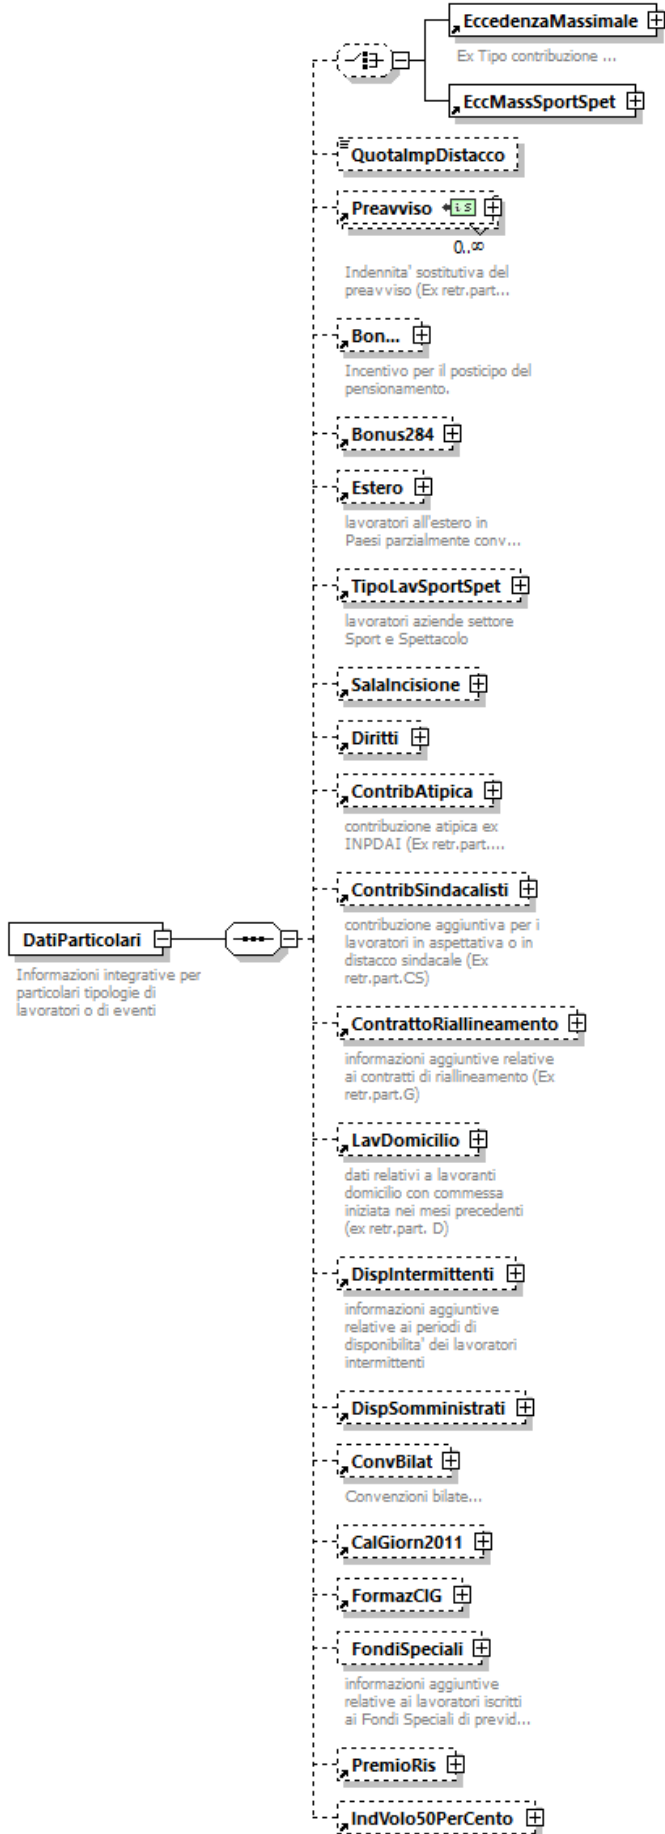 EccedenzaMassimale
Ex Tipo contribuzione ...
EccMassSportSpet
QuotaImpDistacco
Preavviso
i S
0..∞
Indennita' sostitutiva del
preavviso (Ex retr.part...
Bon...
Incentivo per il posticipo del
pensionamento.
Bonus284
Estero
lavoratori all'estero in
Paesi parzialmente conv...
TipoLavSportSpet
lavoratori aziende settore
Sport e Spettacolo
SalaIncisione
Diritti
ContribAtipica
contribuzione atipica ex
INPDAI (Ex retr.part....
ContribSindacalisti
contribuzione aggiuntiva per i
lavoratori in aspettativa o in
distacco sindacale (Ex
retr.part.CS)
DatiParticolari
Informazioni integrative per
particolari tipologie di
lavoratori o di eventi
ContrattoRiallineamento
informazioni aggiuntive relative
ai contratti di riallineamento (Ex
retr.part.G)
LavDomicilio
dati relativi a lavoranti
domicilio con commessa
iniziata nei mesi precedenti
(ex retr.part. D)
DispIntermittenti
informazioni aggiuntive
relative ai periodi di
disponibilita' dei lavoratori
intermittenti
DispSomministrati
ConvBilat
Convenzioni bilate...
CalGiorn2011
FormazCIG
FondiSpeciali
informazioni aggiuntive
relative ai lavoratori iscritti
ai Fondi Speciali di previd...
PremioRis
IndVolo50PerCento